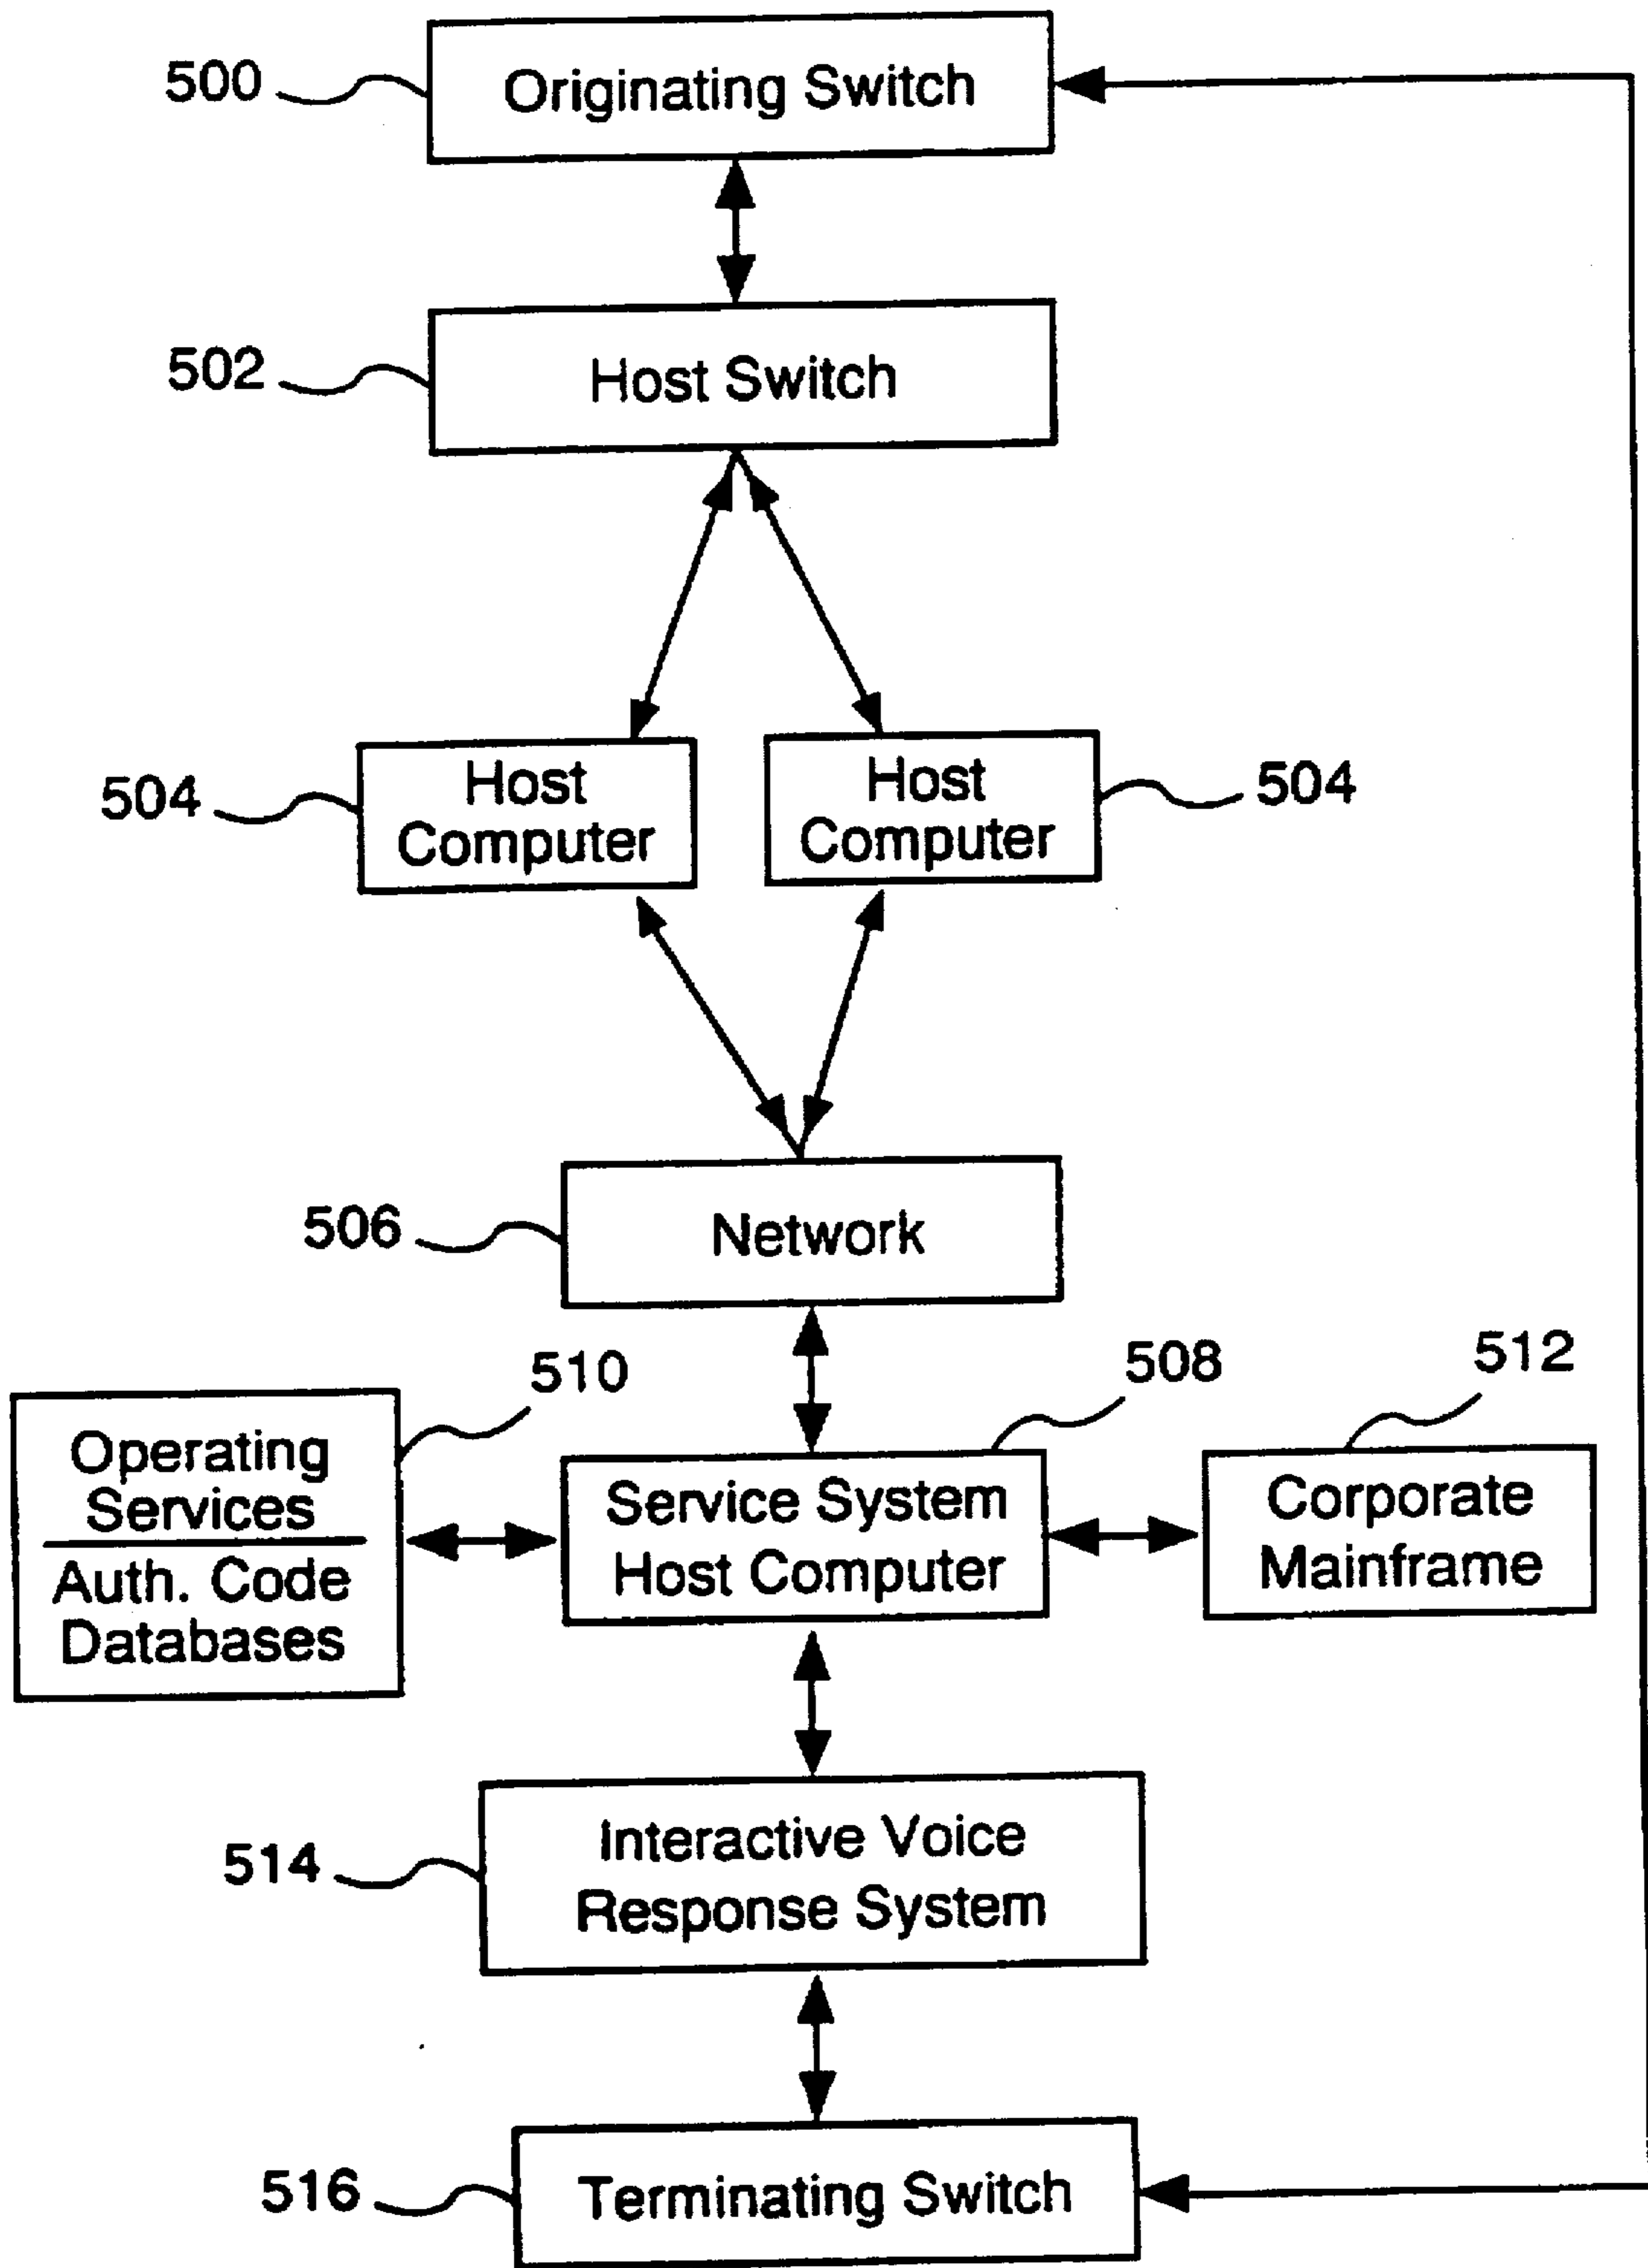 500
Originating Switch
502
Host Switch
504
Host
Computer
Host
Computer
504
506
Network
510
508
512
Operating
Services
Auth. Code
Databases
Service System
Host Computer
Corporate
Mainframe
514
Interactive Voice
Response System
516
Terminating Switch